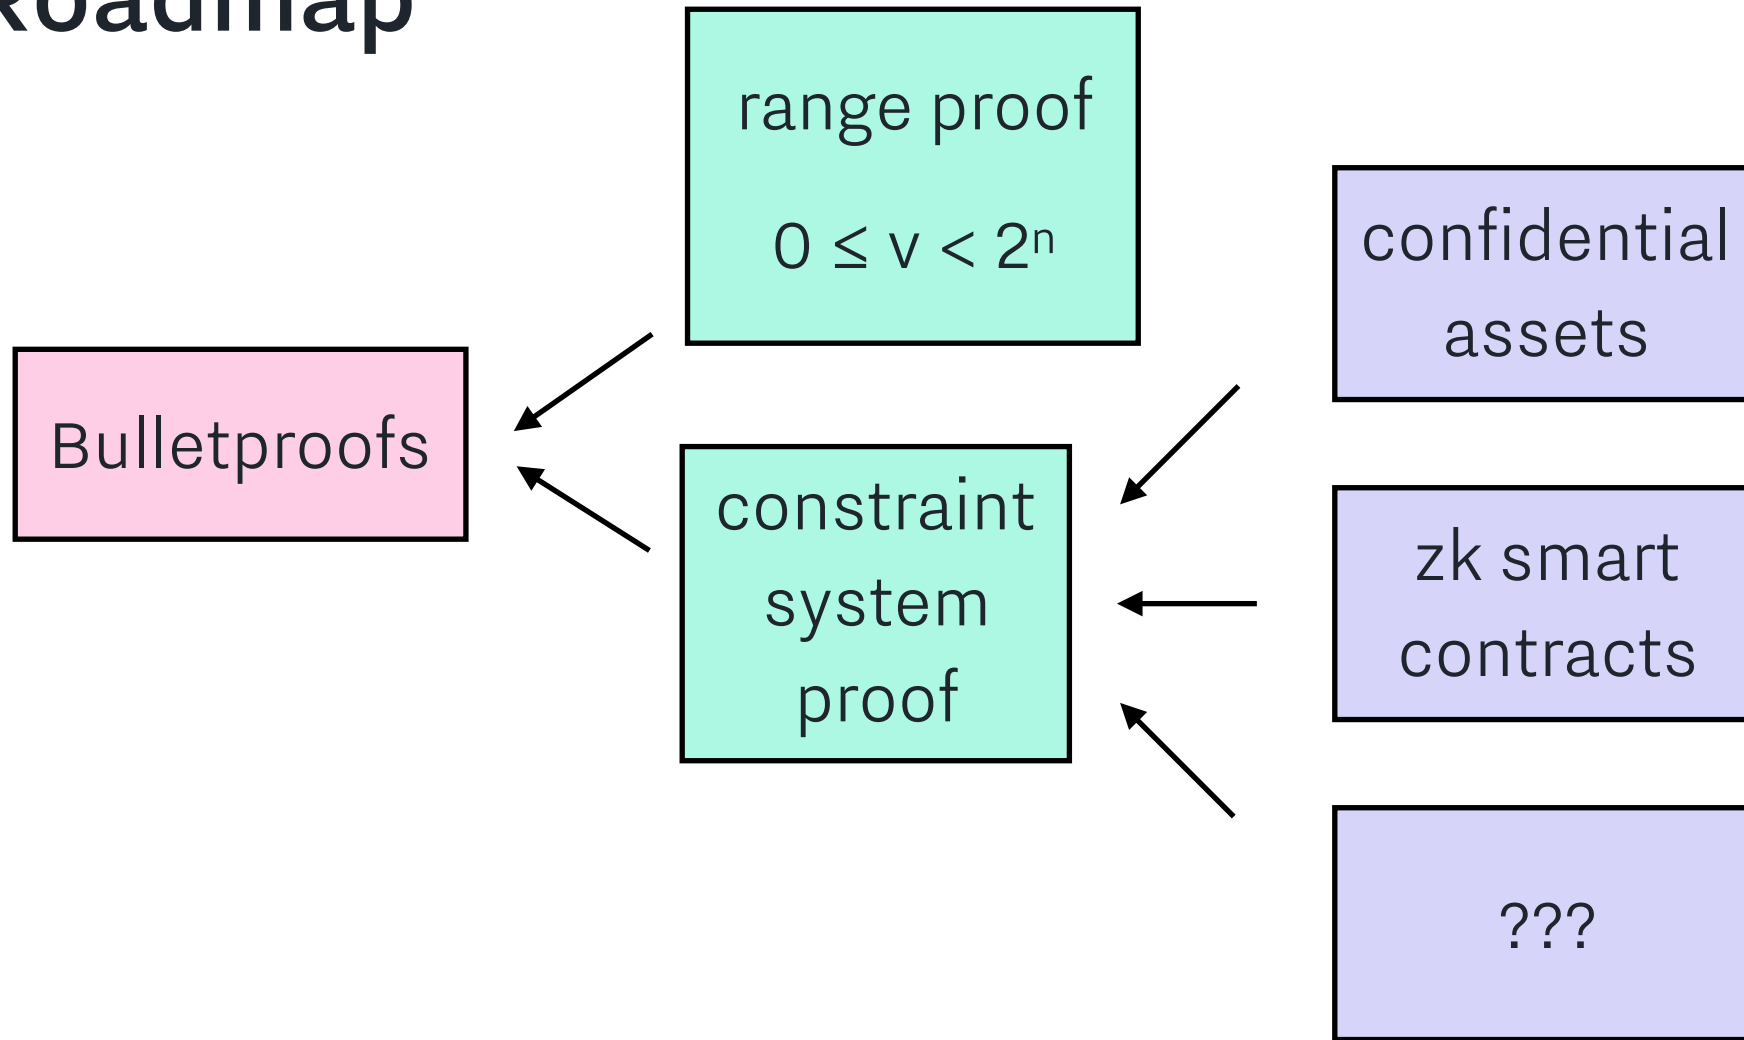 Roadmap
range proof
0 ≤ v < 2ⁿ
Bulletproofs
constraint
system
proof
confidential
assets
zk smart
contracts
???